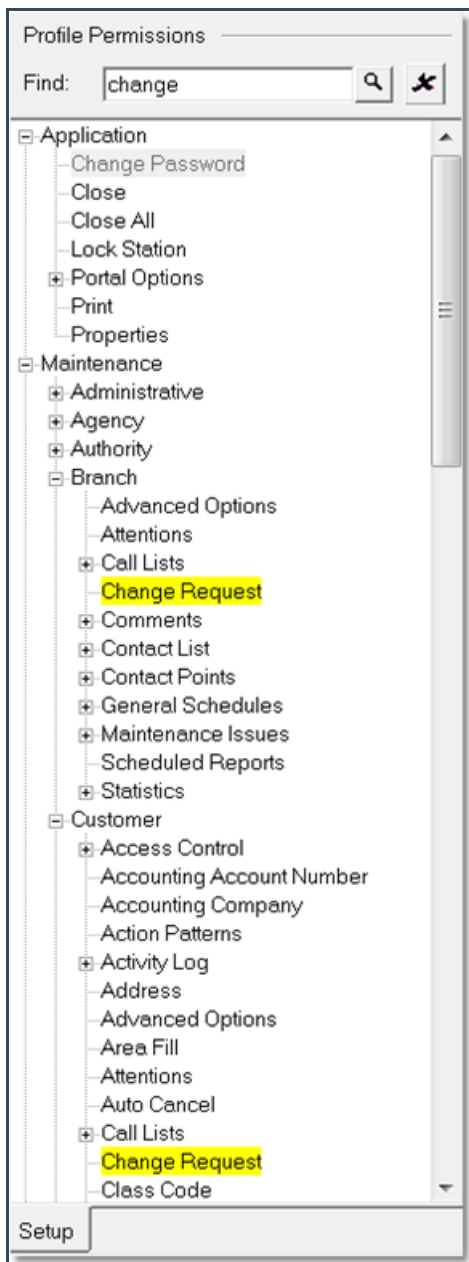 Profile Permissions
Find: change
Application
Change Password
Close
Close All
Lock Station
Portal Options
Print
Properties
Maintenance
Administrative
Agency
Authority
Branch
Advanced Options
Attentions
Call Lists
Change Request
Comments
Contact List
Contact Points
General Schedules
Maintenance Issues
Scheduled Reports
Statistics
Customer
Access Control
Accounting Account Number
Accounting Company
Action Patterns
Activity Log
Address
Advanced Options
Area Fill
Attentions
Auto Cancel
Call Lists
Change Request
Class Code
Setup